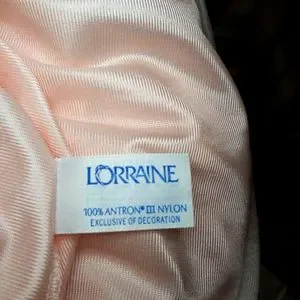 LORRAINE
100% ANTRON® III NYLON
EXCLUSIVE OF DECORATION